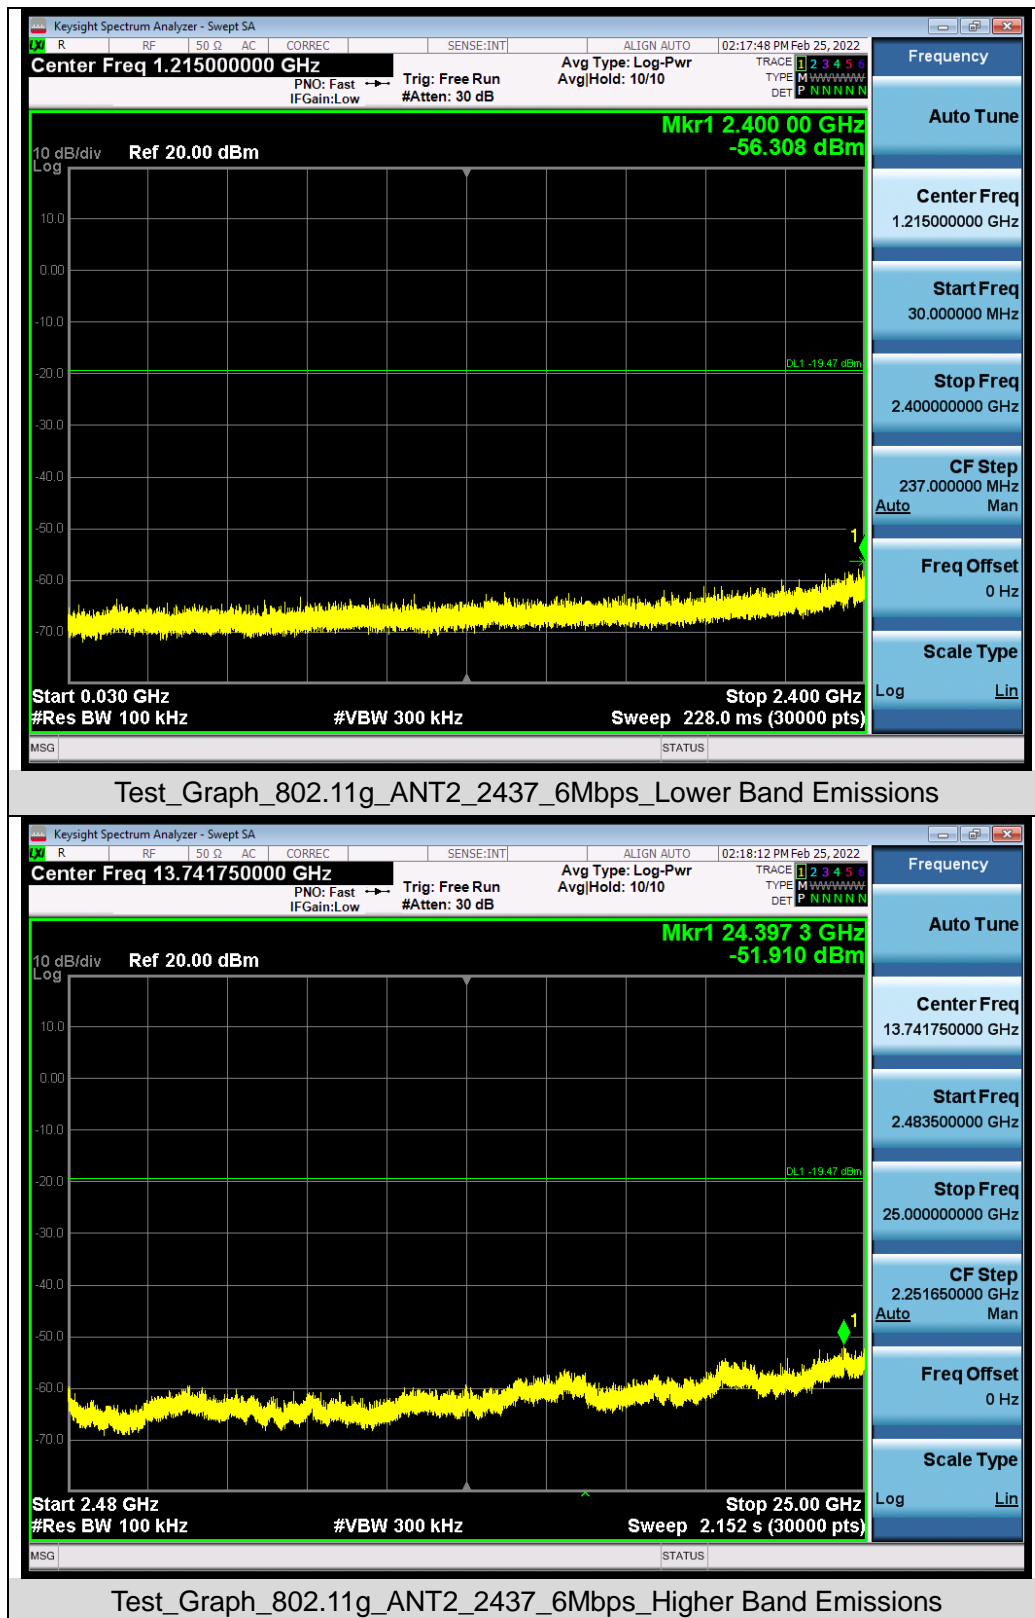 Keysight Spectrum Analyzer - Swept SA
LXI R RF 50 Ω AC CORREC SENSE:INT ALIGN AUTO 02:17:48 PM Feb 25, 2022
Center Freq 1.215000000 GHz
PNO: Fast
IFGain:Low
Trig: Free Run
#Atten: 30 dB
Avg Type: Log-Pwr
Avg|Hold: 10/10
TRACE 1 2 3 4 5 6
TYPE M WWWWW
DET P N N N N N
Mkr1 2.400 00 GHz
-56.308 dBm
10 dB/div Ref 20.00 dBm
Log
10.0
0.00
-10.0
DL1 -19.47 dBm
-20.0
-30.0
-40.0
-50.0
1
-60.0
-70.0
Start 0.030 GHz Stop 2.400 GHz
#Res BW 100 kHz #VBW 300 kHz Sweep 228.0 ms (30000 pts)
MSG STATUS
Frequency
Auto Tune
Center Freq
1.215000000 GHz
Start Freq
30.000000 MHz
Stop Freq
2.400000000 GHz
CF Step
237.000000 MHz
Auto Man
Freq Offset
0 Hz
Scale Type
Log Lin
Test_Graph_802.11g_ANT2_2437_6Mbps_Lower Band Emissions
Keysight Spectrum Analyzer - Swept SA
LXI R RF 50 Ω AC CORREC SENSE:INT ALIGN AUTO 02:18:12 PM Feb 25, 2022
Center Freq 13.741750000 GHz
PNO: Fast
IFGain:Low
Trig: Free Run
#Atten: 30 dB
Avg Type: Log-Pwr
Avg|Hold: 10/10
TRACE 1 2 3 4 5 6
TYPE M WWWWW
DET P N N N N N
Mkr1 24.397 3 GHz
-51.910 dBm
10 dB/div Ref 20.00 dBm
Log
10.0
0.00
-10.0
DL1 -19.47 dBm
-20.0
-30.0
-40.0
-50.0
1
-60.0
-70.0
Start 2.48 GHz Stop 25.00 GHz
#Res BW 100 kHz #VBW 300 kHz Sweep 2.152 s (30000 pts)
MSG STATUS
Frequency
Auto Tune
Center Freq
13.741750000 GHz
Start Freq
2.483500000 GHz
Stop Freq
25.000000000 GHz
CF Step
2.251650000 GHz
Auto Man
Freq Offset
0 Hz
Scale Type
Log Lin
Test_Graph_802.11g_ANT2_2437_6Mbps_Higher Band Emissions